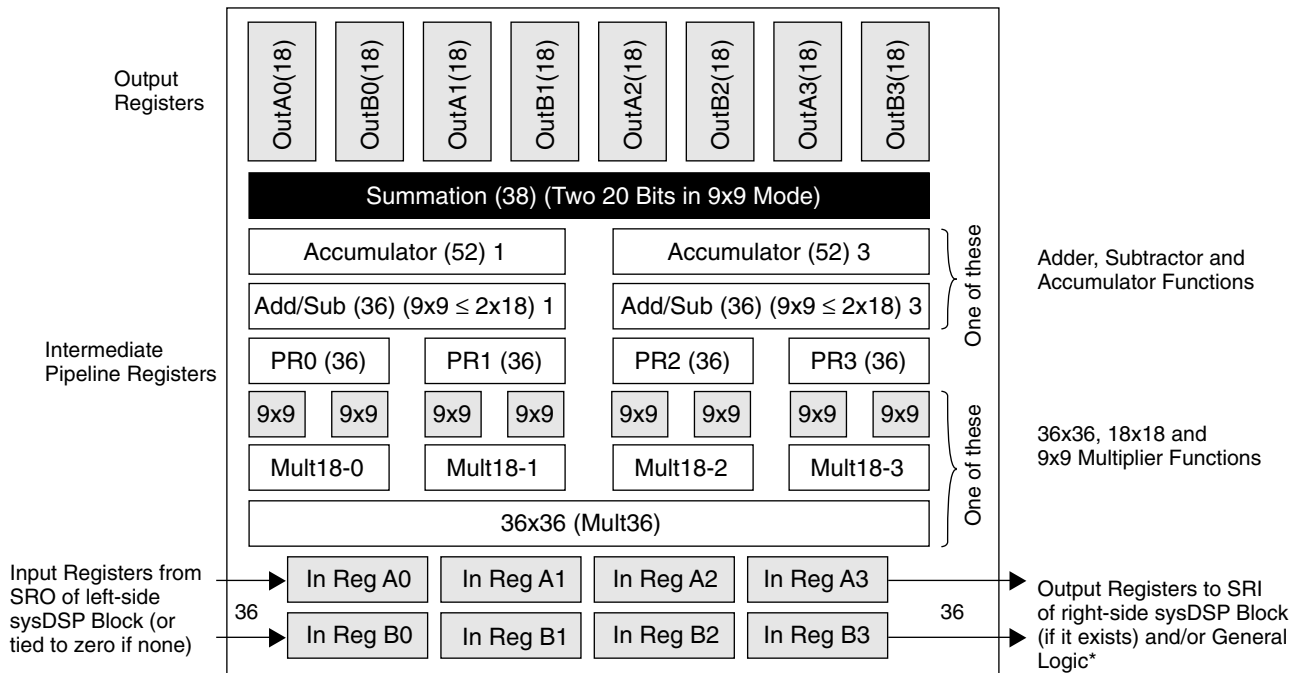 Output
Registers
OutA0(18)
OutB0(18)
OutA1(18)
OutB1(18)
OutA2(18)
OutB2(18)
OutA3(18)
OutB3(18)
Summation (38) (Two 20 Bits in 9x9 Mode)
Accumulator (52) 1
Accumulator (52) 3
Add/Sub (36) (9x9 ≤ 2x18) 1
Add/Sub (36) (9x9 ≤ 2x18) 3
One of these
Adder, Subtractor and
Accumulator Functions
Intermediate
Pipeline Registers
PR0 (36)
PR1 (36)
PR2 (36)
PR3 (36)
9x9
9x9
9x9
9x9
9x9
9x9
9x9
9x9
Mult18-0
Mult18-1
Mult18-2
Mult18-3
36x36 (Mult36)
One of these
36x36, 18x18 and
9x9 Multiplier Functions
Input Registers from
SRO of left-side
sysDSP Block (or
tied to zero if none)
36
In Reg A0
In Reg A1
In Reg A2
In Reg A3
In Reg B0
In Reg B1
In Reg B2
In Reg B3
36
Output Registers to SRI
of right-side sysDSP Block
(if it exists) and/or General
Logic*